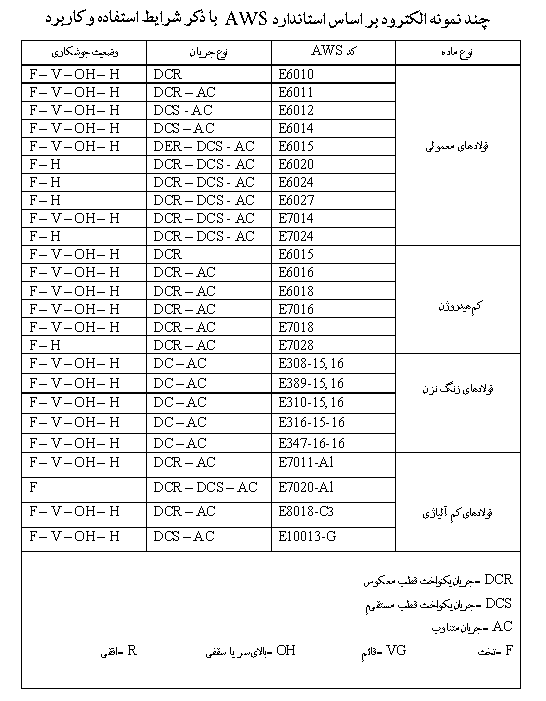 چند نمونه الکترود بر اساس استاندارد AWS با ذکر شرایط استفاده و کاربرد
نوع ماده کد AWS نوع جریان وضعیت جوشکاری
فولادهای معمولی
E6010 DCR F – V – OH – H
E6011 DCR – AC F – V – OH – H
E6012 DCS - AC F – V – OH – H
E6014 DCS – AC F – V – OH – H
E6015 DER – DCS - AC F – V – OH – H
E6020 DCR – DCS - AC F – H
E6024 DCR – DCS - AC F – H
E6027 DCR – DCS - AC F – H
E7014 DCR – DCS - AC F – V – OH – H
E7024 DCR – DCS - AC F – H
کم هیدروژن
E6015 DCR F – V – OH – H
E6016 DCR – AC F – V – OH – H
E6018 DCR – AC F – V – OH – H
E7016 DCR – AC F – V – OH – H
E7018 DCR – AC F – V – OH – H
E7028 DCR – AC F – H
فولادهای زنگ نزن
E308-15, 16 DC – AC F – V – OH – H
E389-15, 16 DC – AC F – V – OH – H
E310-15, 16 DC – AC F – V – OH – H
E316-15-16 DC – AC F – V – OH – H
E347-16-16 DC – AC F – V – OH – H
فولادهای کم آلیاژی
E7011-A1 DCR – AC F – V – OH – H
E7020-A1 DCR – DCS – AC F
E8018-C3 DCR – AC F – V – OH – H
E10013-G DCS – AC F – V – OH – H
DCR =جریان یکواخت قطب معکوس
DCS =جریان یکواخت قطب مستقیم
AC =جریان متناوب
F =تخت VG =قائم OH =بالای سر یا سقفی R =افقی